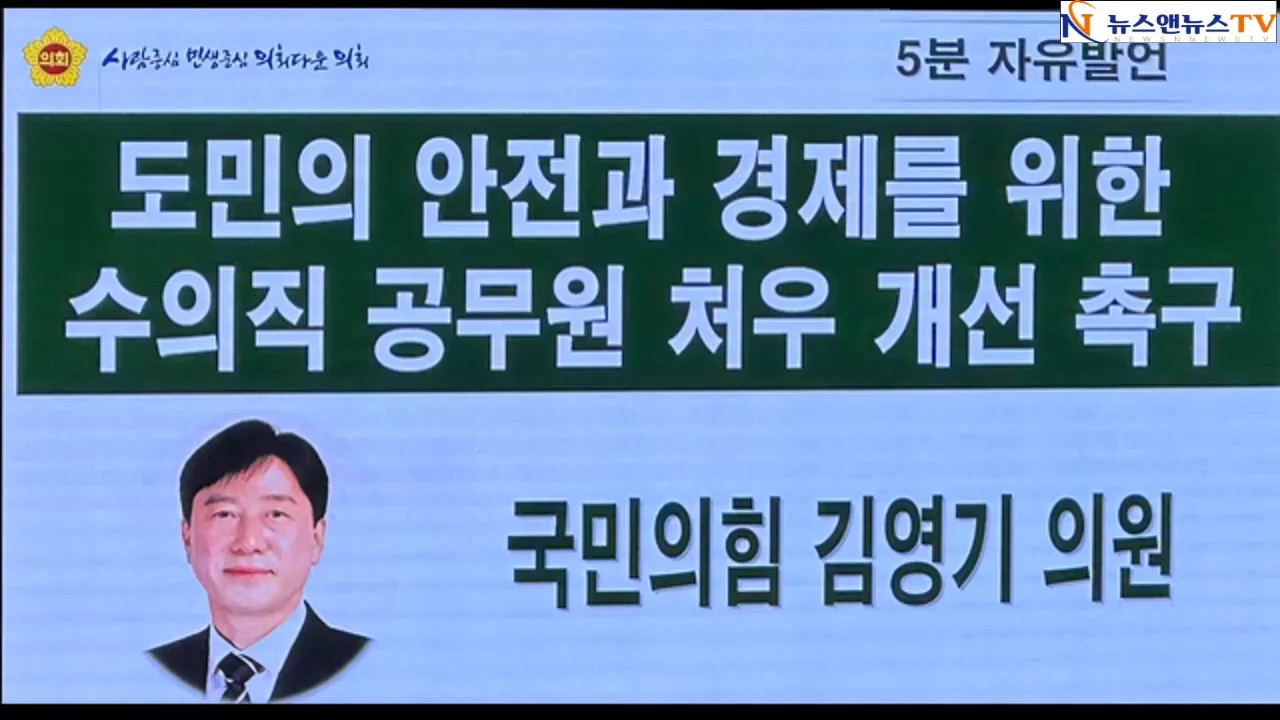 뉴스앤뉴스TV
NEWSNNEWSTV
의회 사람중심 민생중심 의회다운 의회
5분 자유발언
도민의 안전과 경제를 위한
수의직 공무원 처우 개선 촉구
국민의힘 김영기 의원